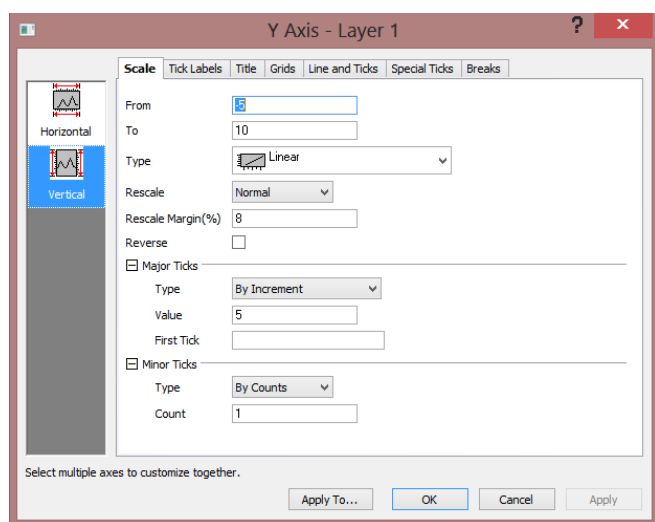 Y Axis - Layer 1 ? ×
Scale Tick Labels Title Grids Line and Ticks Special Ticks Breaks
Horizontal
Vertical
From -5
To 10
Type Linear
Rescale Normal
Rescale Margin(%) 8
Reverse
Major Ticks
Type By Increment
Value 5
First Tick
Minor Ticks
Type By Counts
Count 1
Select multiple axes to customize together.
Apply To... OK Cancel Apply